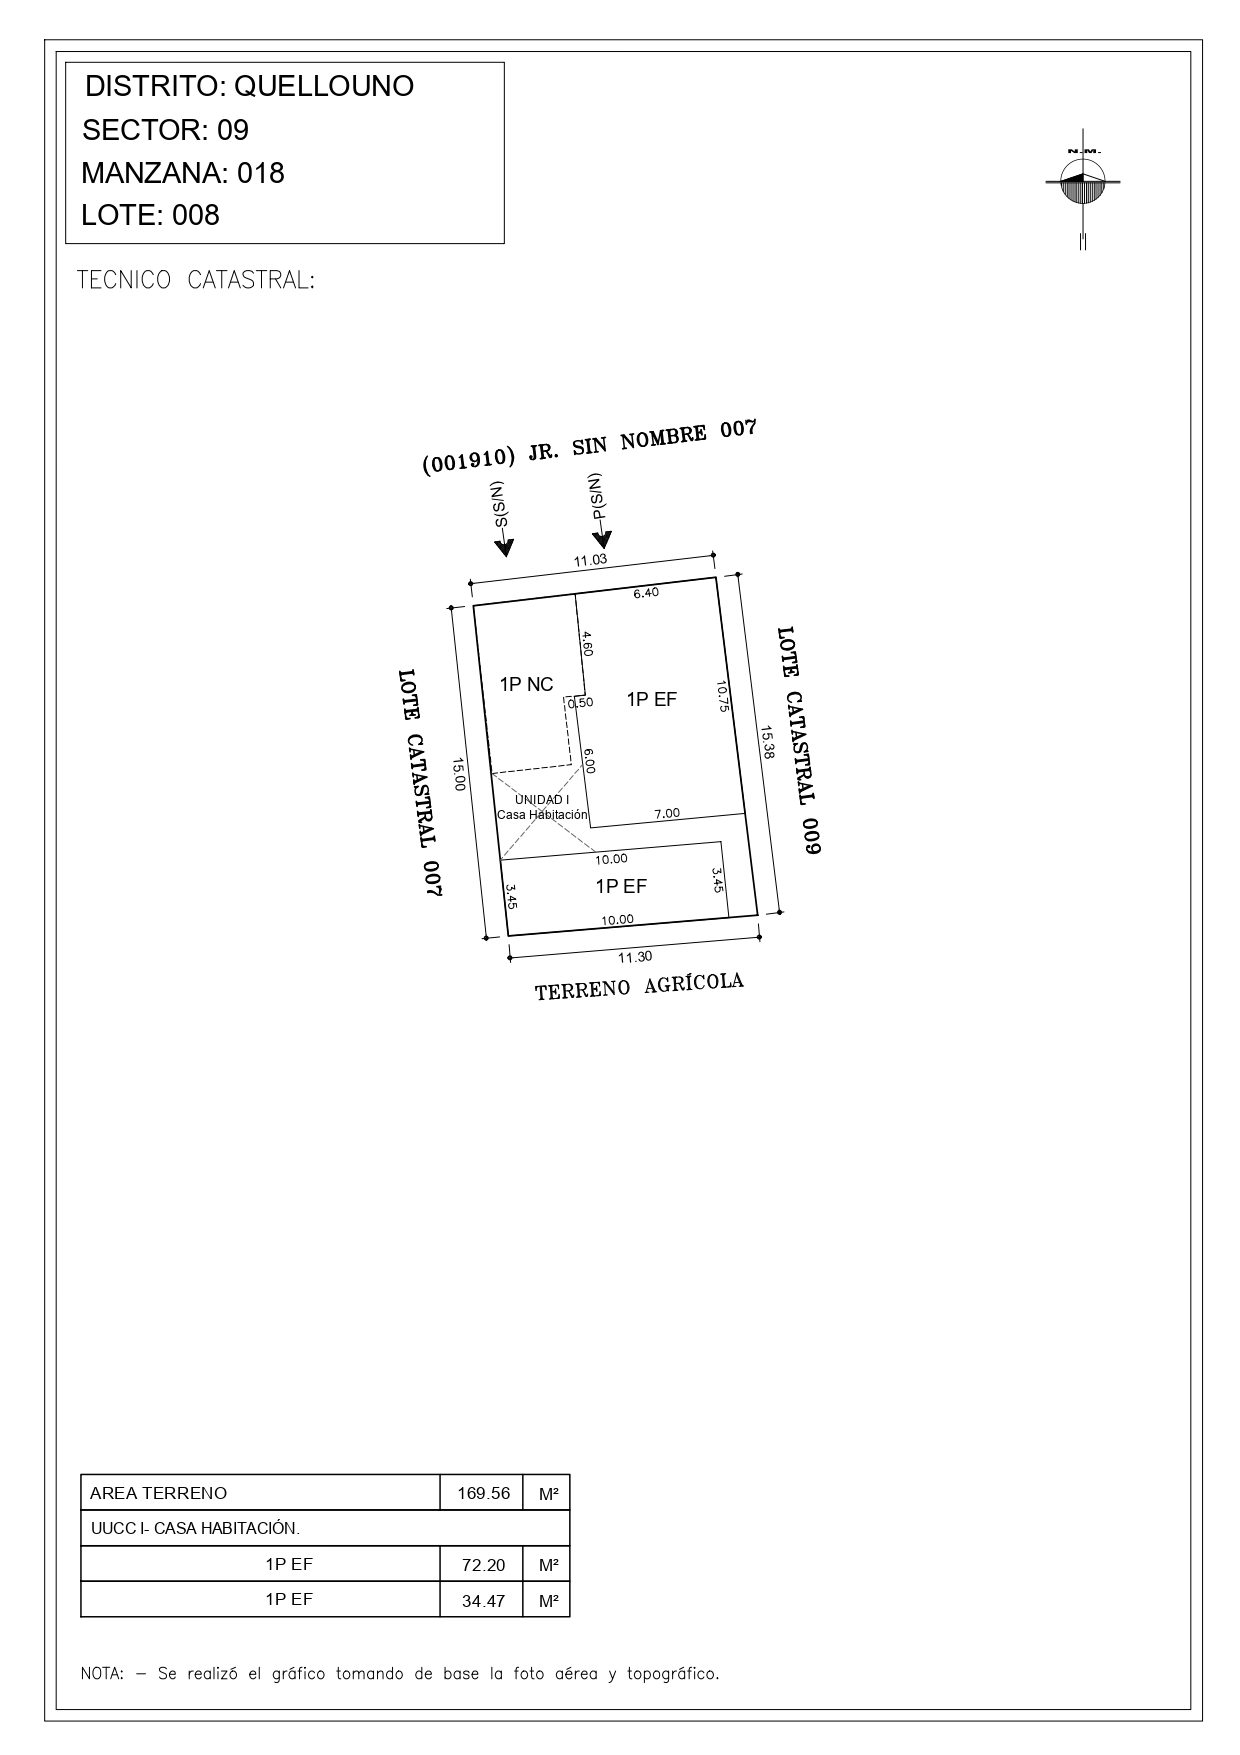 DISTRITO: QUELLOUNO
SECTOR: 09
MANZANA: 018
LOTE: 008
N.M.
TECNICO CATASTRAL:
(001910) JR. SIN NOMBRE 007
S(S/N)
P(S/N)
11.03
6.40
4.60
1P NC
0.50
1P EF
10.75
15.38
LOTE CATASTRAL 009
LOTE CATASTRAL 007
15.00
6.00
UNIDAD I
Casa Habitación
7.00
10.00
3.45
1P EF
3.45
10.00
11.30
TERRENO AGRÍCOLA
AREA TERRENO 169.56 M²
UUCC I- CASA HABITACIÓN.
1P EF 72.20 M²
1P EF 34.47 M²
NOTA: – Se realizó el gráfico tomando de base la foto aérea y topográfico.